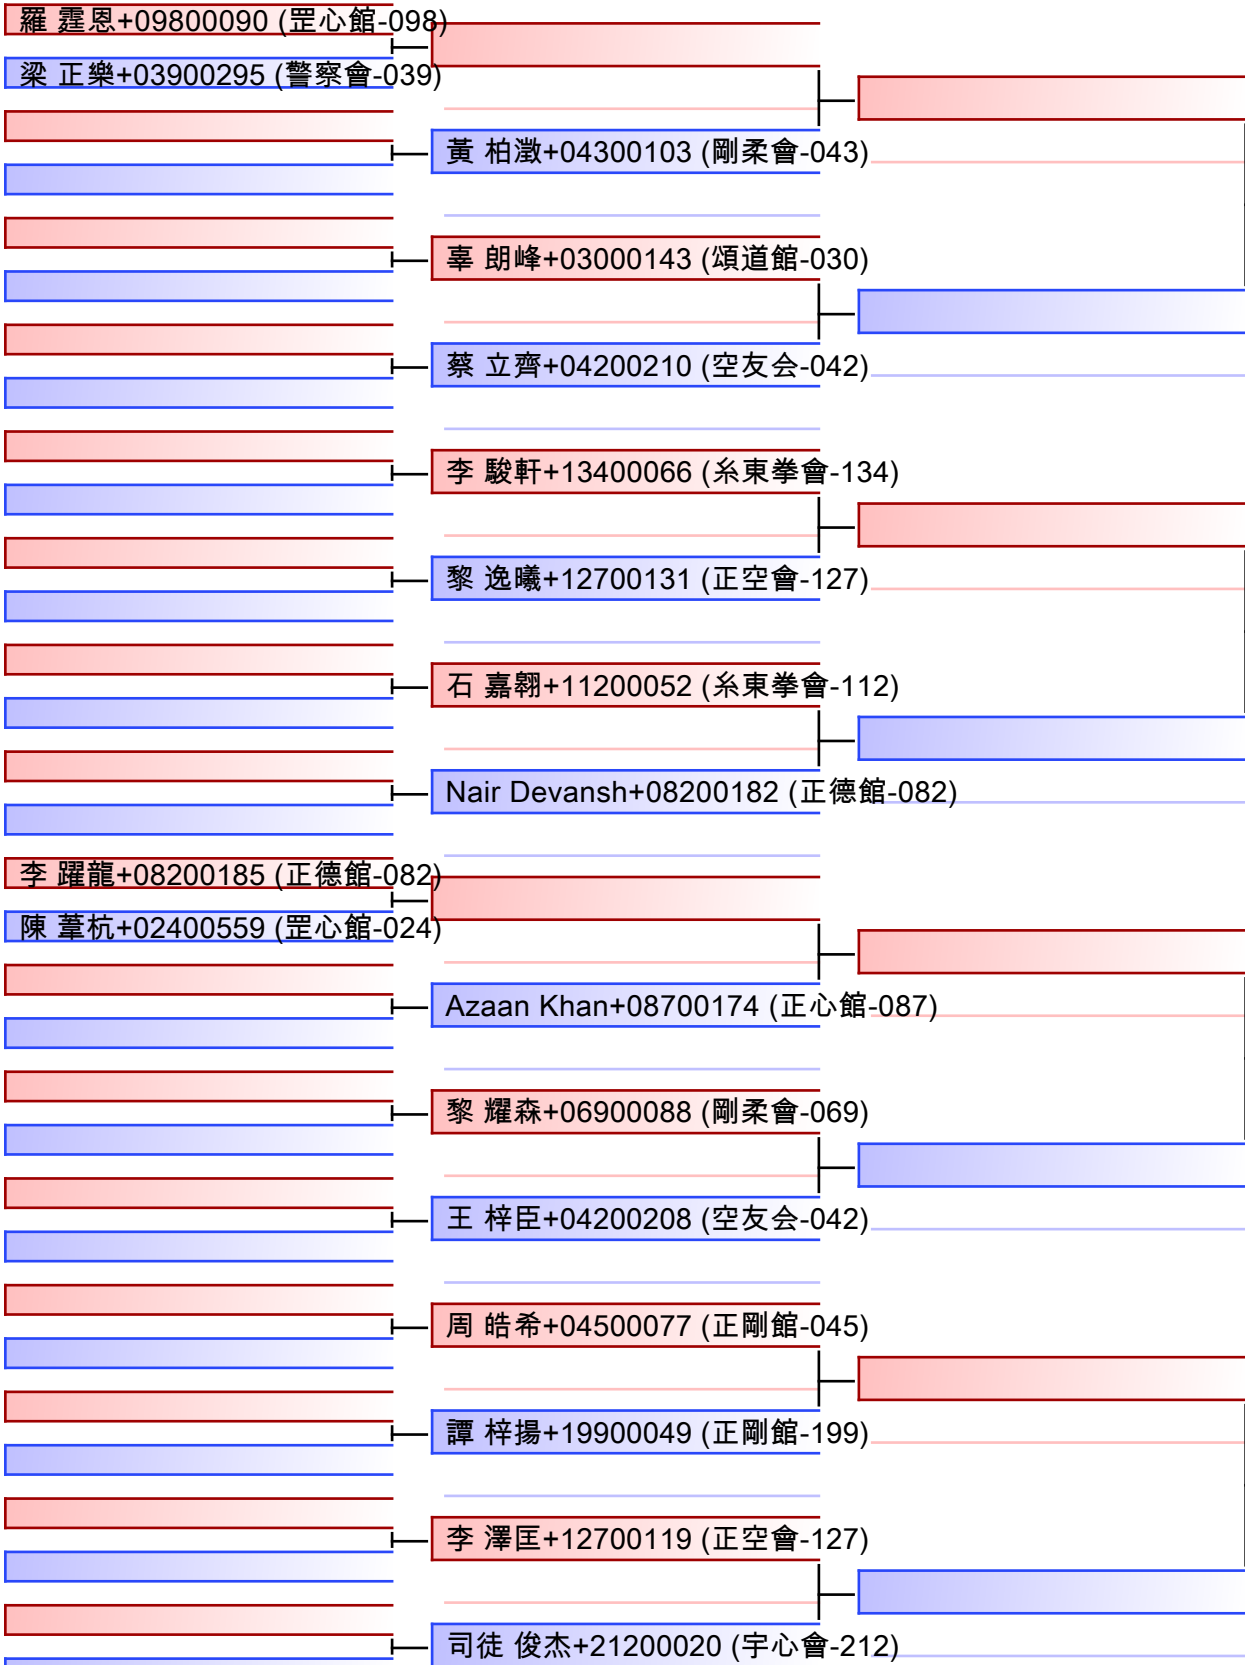 羅 霆恩+09800090 (罡心館-098)
梁 正樂+03900295 (警察會-039)
黃 柏澂+04300103 (剛柔會-043)
辜 朗峰+03000143 (頌道館-030)
蔡 立齊+04200210 (空友会-042)
李 駿軒+13400066 (糸東拳會-134)
黎 逸曦+12700131 (正空會-127)
石 嘉翱+11200052 (糸東拳會-112)
Nair Devansh+08200182 (正德館-082)
李 躍龍+08200185 (正德館-082)
陳 葦杭+02400559 (罡心館-024)
Azaan Khan+08700174 (正心館-087)
黎 耀森+06900088 (剛柔會-069)
王 梓臣+04200208 (空友会-042)
周 皓希+04500077 (正剛館-045)
譚 梓揚+19900049 (正剛館-199)
李 澤匡+12700119 (正空會-127)
司徒 俊杰+21200020 (宇心會-212)